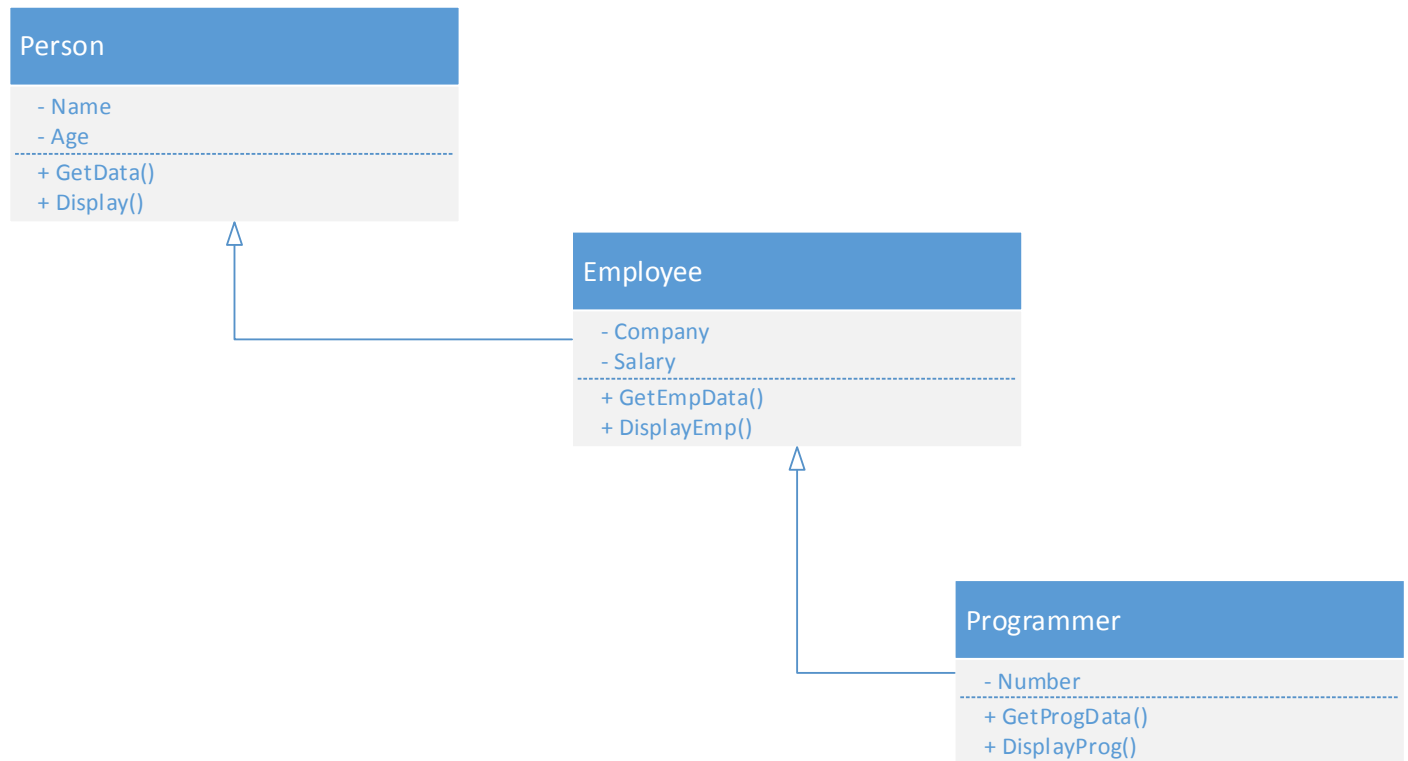 Person
- Name
- Age
+ GetData()
+ Display()
Employee
- Company
- Salary
+ GetEmpData()
+ DisplayEmp()
Programmer
- Number
+ GetProgData()
+ DisplayProg()